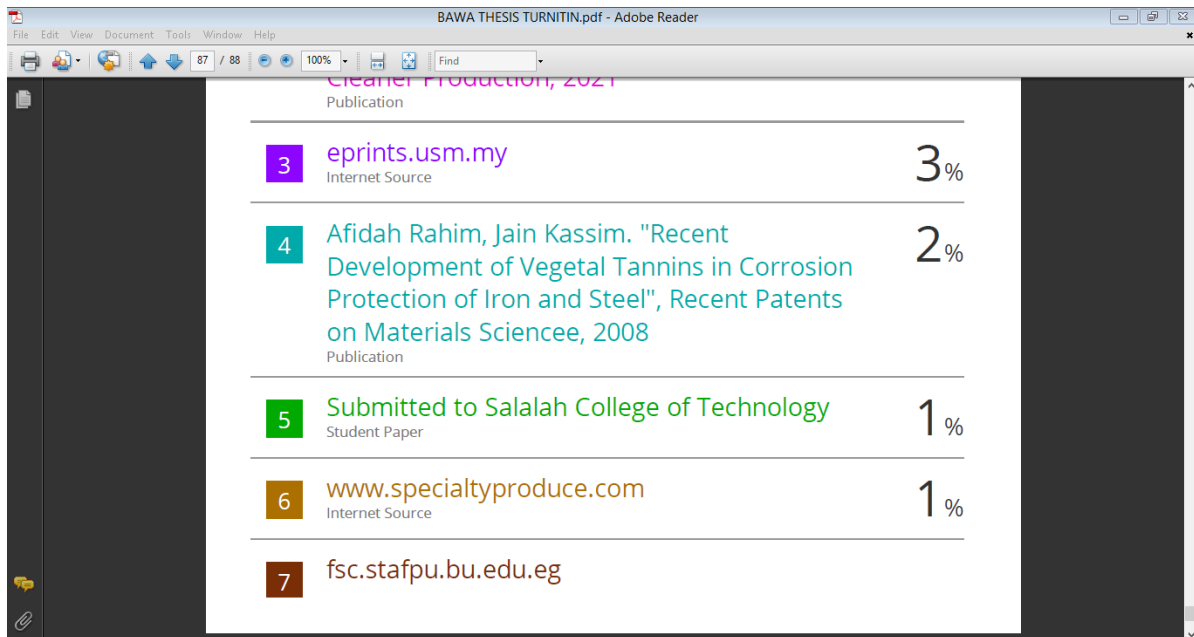 BAWA THESIS TURNITIN.pdf - Adobe Reader
File Edit View Document Tools Window Help
87 / 88 100% Find
Cleaner Production, 2021
Publication
3 eprints.usm.my 3%
Internet Source
4 Afidah Rahim, Jain Kassim. "Recent 2%
Development of Vegetal Tannins in Corrosion
Protection of Iron and Steel", Recent Patents
on Materials Sciencee, 2008
Publication
5 Submitted to Salalah College of Technology 1%
Student Paper
6 www.specialtyproduce.com 1%
Internet Source
7 fsc.stafpu.bu.edu.eg